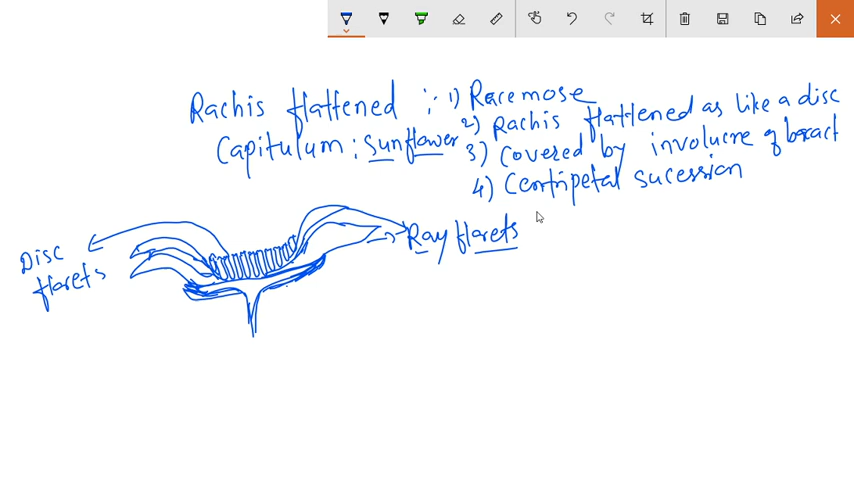 Rachis flattened : 1) Racemose
2) Rachis flattened as like a disc
Capitulum : sunflower
3) Covered by involucre of bract
4) Centripetal sucession
Ray florets
Disc
florets